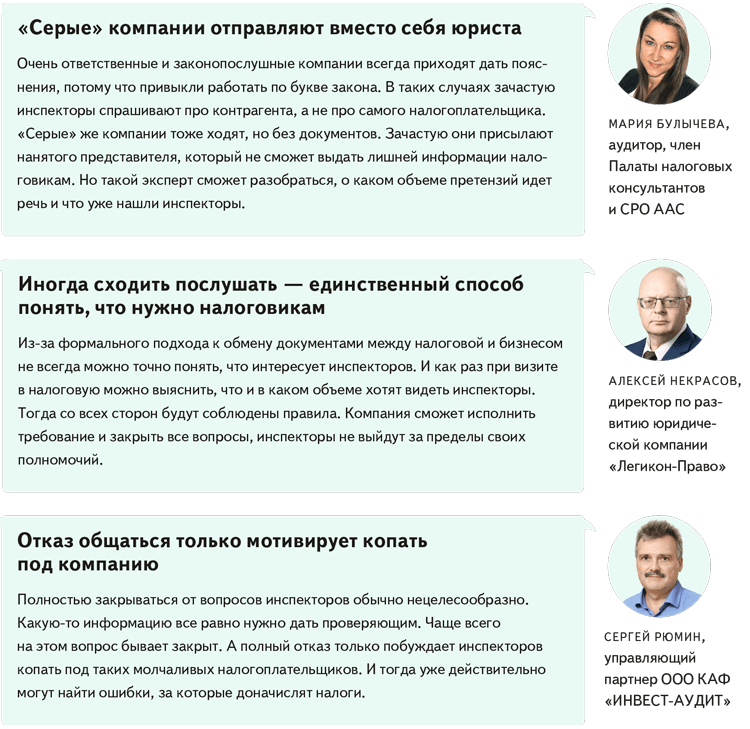 «Серые» компании отправляют вместо себя юриста
Очень ответственные и законопослушные компании всегда приходят дать пояс-
нения, потому что привыкли работать по букве закона. В таких случаях зачастую
инспекторы спрашивают про контрагента, а не про самого налогоплательщика.
«Серые» же компании тоже ходят, но без документов. Зачастую они присылают
нанятого представителя, который не сможет выдать лишней информации нало-
говикам. Но такой эксперт сможет разобраться, о каком объеме претензий идет
речь и что уже нашли инспекторы.
МАРИЯ БУЛЫЧЕВА,
аудитор, член
Палаты налоговых
консультантов
и СРО ААС
Иногда сходить послушать — единственный способ
понять, что нужно налоговикам
Из-за формального подхода к обмену документами между налоговой и бизнесом
не всегда можно точно понять, что интересует инспекторов. И как раз при визите
в налоговую можно выяснить, что и в каком объеме хотят видеть инспекторы.
Тогда со всех сторон будут соблюдены правила. Компания сможет исполнить
требование и закрыть все вопросы, инспекторы не выйдут за пределы своих
полномочий.
АЛЕКСЕЙ НЕКРАСОВ,
директор по раз-
витию юридиче-
ской компании
«Легикон-Право»
Отказ общаться только мотивирует копать
под компанию
Полностью закрываться от вопросов инспекторов обычно нецелесообразно.
Какую-то информацию все равно нужно дать проверяющим. Чаще всего
на этом вопрос бывает закрыт. А полный отказ только побуждает инспекторов
копать под таких молчаливых налогоплательщиков. И тогда уже действительно
могут найти ошибки, за которые доначислят налоги.
СЕРГЕЙ РЮМИН,
управляющий
партнер ООО КАФ
«ИНВЕСТ-АУДИТ»